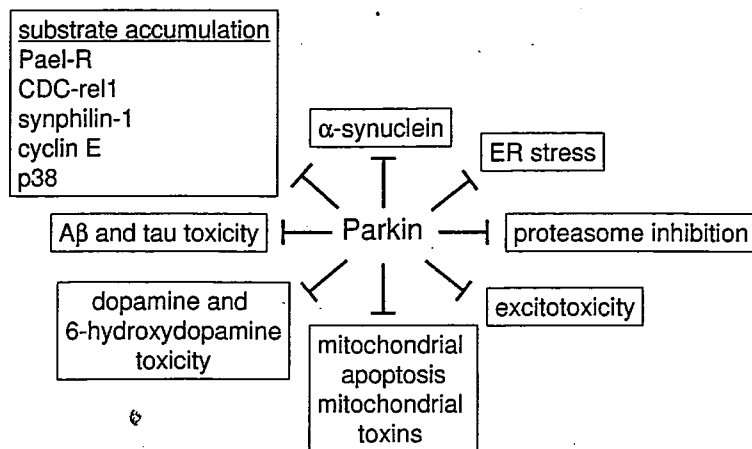 substrate accumulation
Pael-R
CDC-rel1
synphilin-1
cyclin E
p38
α-synuclein
ER stress
Aβ and tau toxicity
Parkin
proteasome inhibition
dopamine and
6-hydroxydopamine
toxicity
mitochondrial
apoptosis
mitochondrial
toxins
excitotoxicity